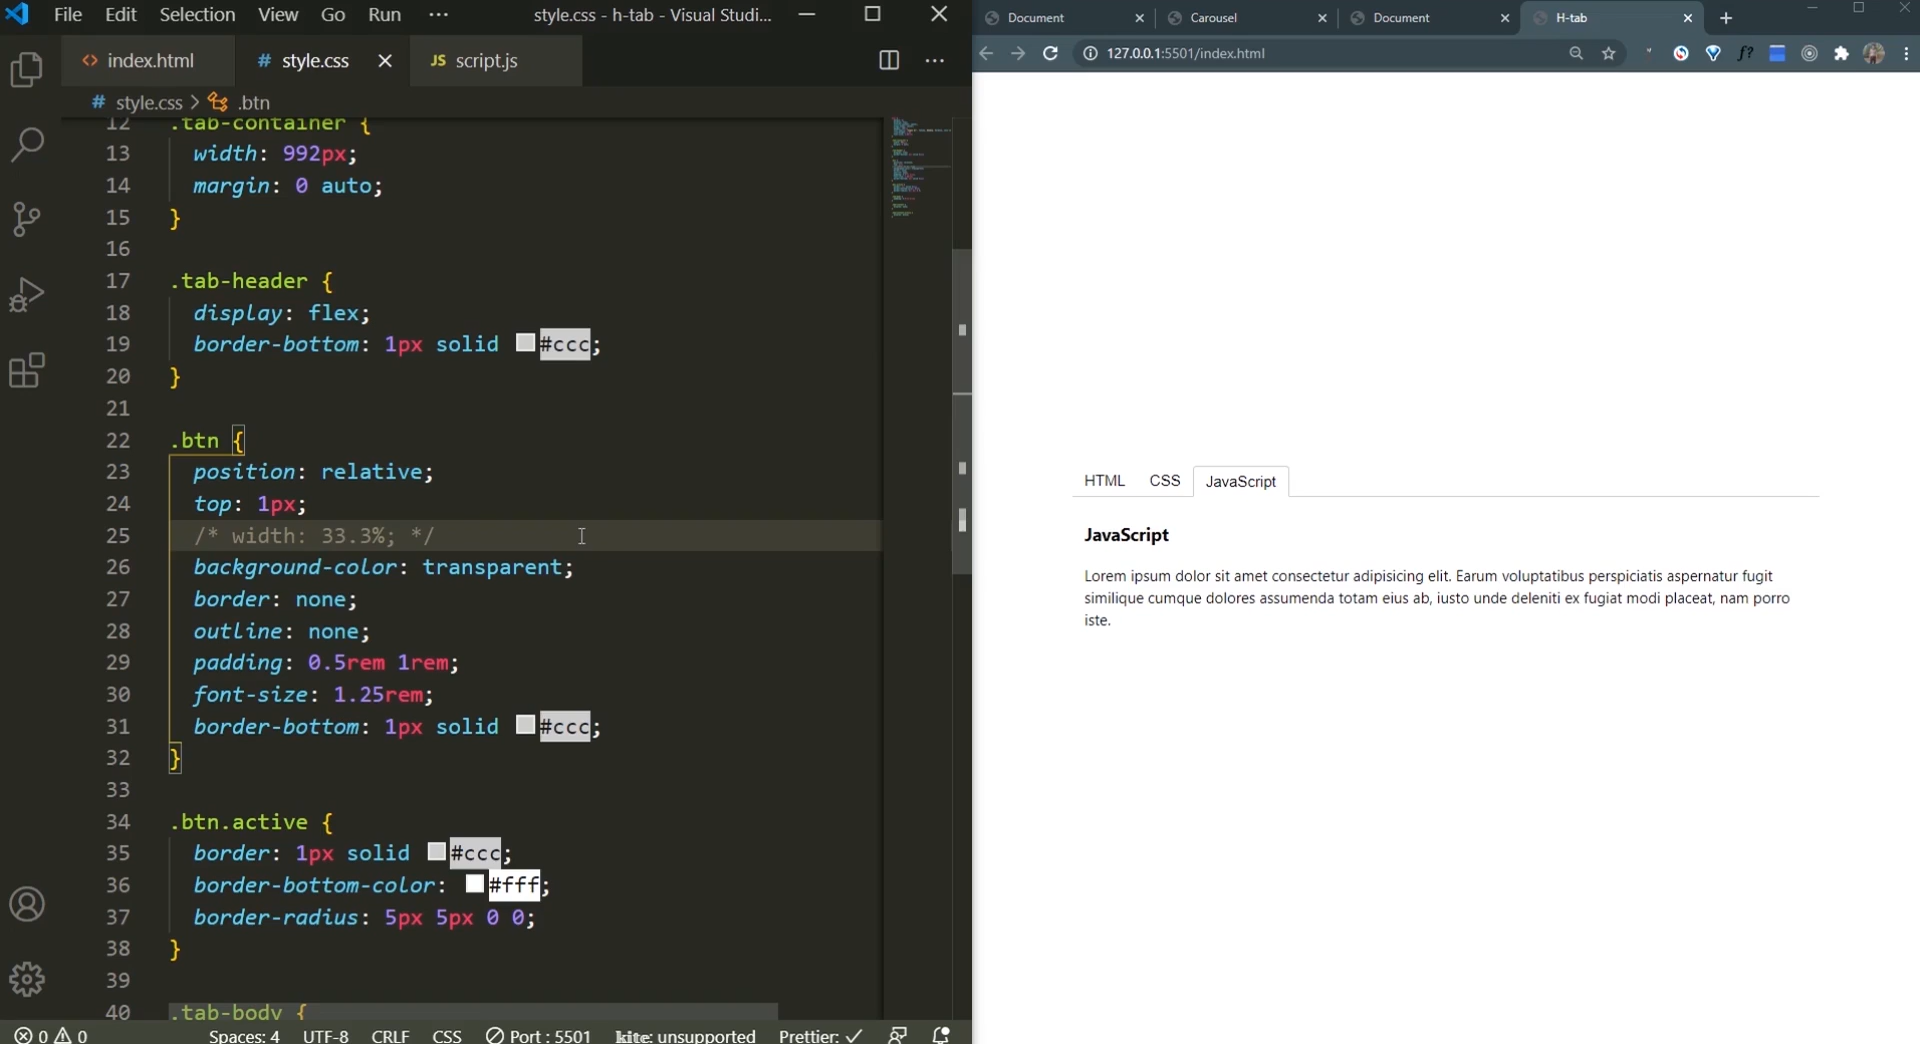 File Edit Selection View Go Run ··· style.css - h-tab - Visual Studi...
<> index.html # style.css × JS script.js ···
# style.css > .btn
12 .tab-container {
13 width: 992px;
14 margin: 0 auto;
15 }
16
17 .tab-header {
18 display: flex;
19 border-bottom: 1px solid #ccc;
20 }
21
22 .btn {
23 position: relative;
24 top: 1px;
25 /* width: 33.3%; */
26 background-color: transparent;
27 border: none;
28 outline: none;
29 padding: 0.5rem 1rem;
30 font-size: 1.25rem;
31 border-bottom: 1px solid #ccc;
32 }
33
34 .btn.active {
35 border: 1px solid #ccc;
36 border-bottom-color: #fff;
37 border-radius: 5px 5px 0 0;
38 }
39
40 .tab-body {
0 0 Spaces: 4 UTF-8 CRLF CSS Port : 5501 kite: unsupported Prettier: ✓
Document Carousel Document H-tab
127.0.0.1:5501/index.html f?
HTML CSS JavaScript
JavaScript
Lorem ipsum dolor sit amet consectetur adipisicing elit. Earum voluptatibus perspiciatis aspernatur fugit
similique cumque dolores assumenda totam eius ab, iusto unde deleniti ex fugiat modi placeat, nam porro
iste.